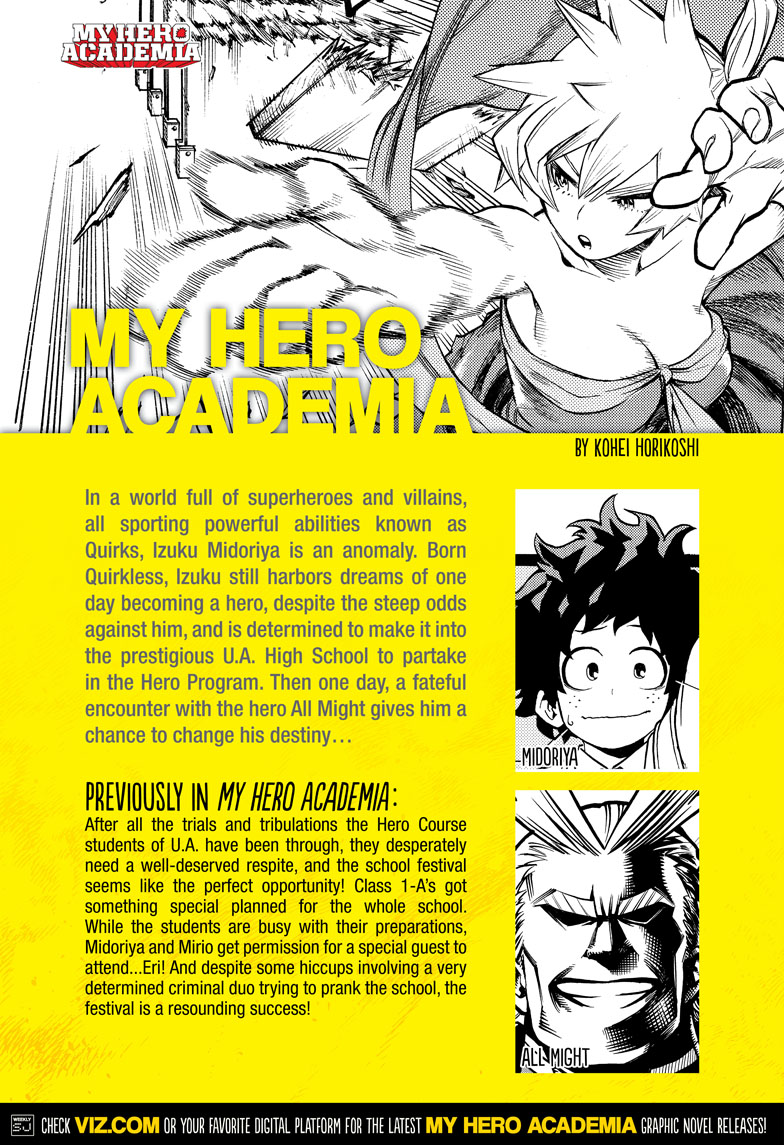 MY HERO
ACADEMIA
MY HERO
ACADEMIA
BY KOHEI HORIKOSHI
In a world full of superheroes and villains,
all sporting powerful abilities known as
Quirks, Izuku Midoriya is an anomaly. Born
Quirkless, Izuku still harbors dreams of one
day becoming a hero, despite the steep odds
against him, and is determined to make it into
the prestigious U.A. High School to partake
in the Hero Program. Then one day, a fateful
encounter with the hero All Might gives him a
chance to change his destiny…
MIDORIYA
PREVIOUSLY IN MY HERO ACADEMIA:
After all the trials and tribulations the Hero Course
students of U.A. have been through, they desperately
need a well-deserved respite, and the school festival
seems like the perfect opportunity! Class 1-A's got
something special planned for the whole school.
While the students are busy with their preparations,
Midoriya and Mirio get permission for a special guest to
attend...Eri! And despite some hiccups involving a very
determined criminal duo trying to prank the school, the
festival is a resounding success!
ALL MIGHT
WEEKLY
SJ
CHECK VIZ.COM OR YOUR FAVORITE DIGITAL PLATFORM FOR THE LATEST MY HERO ACADEMIA GRAPHIC NOVEL RELEASES!